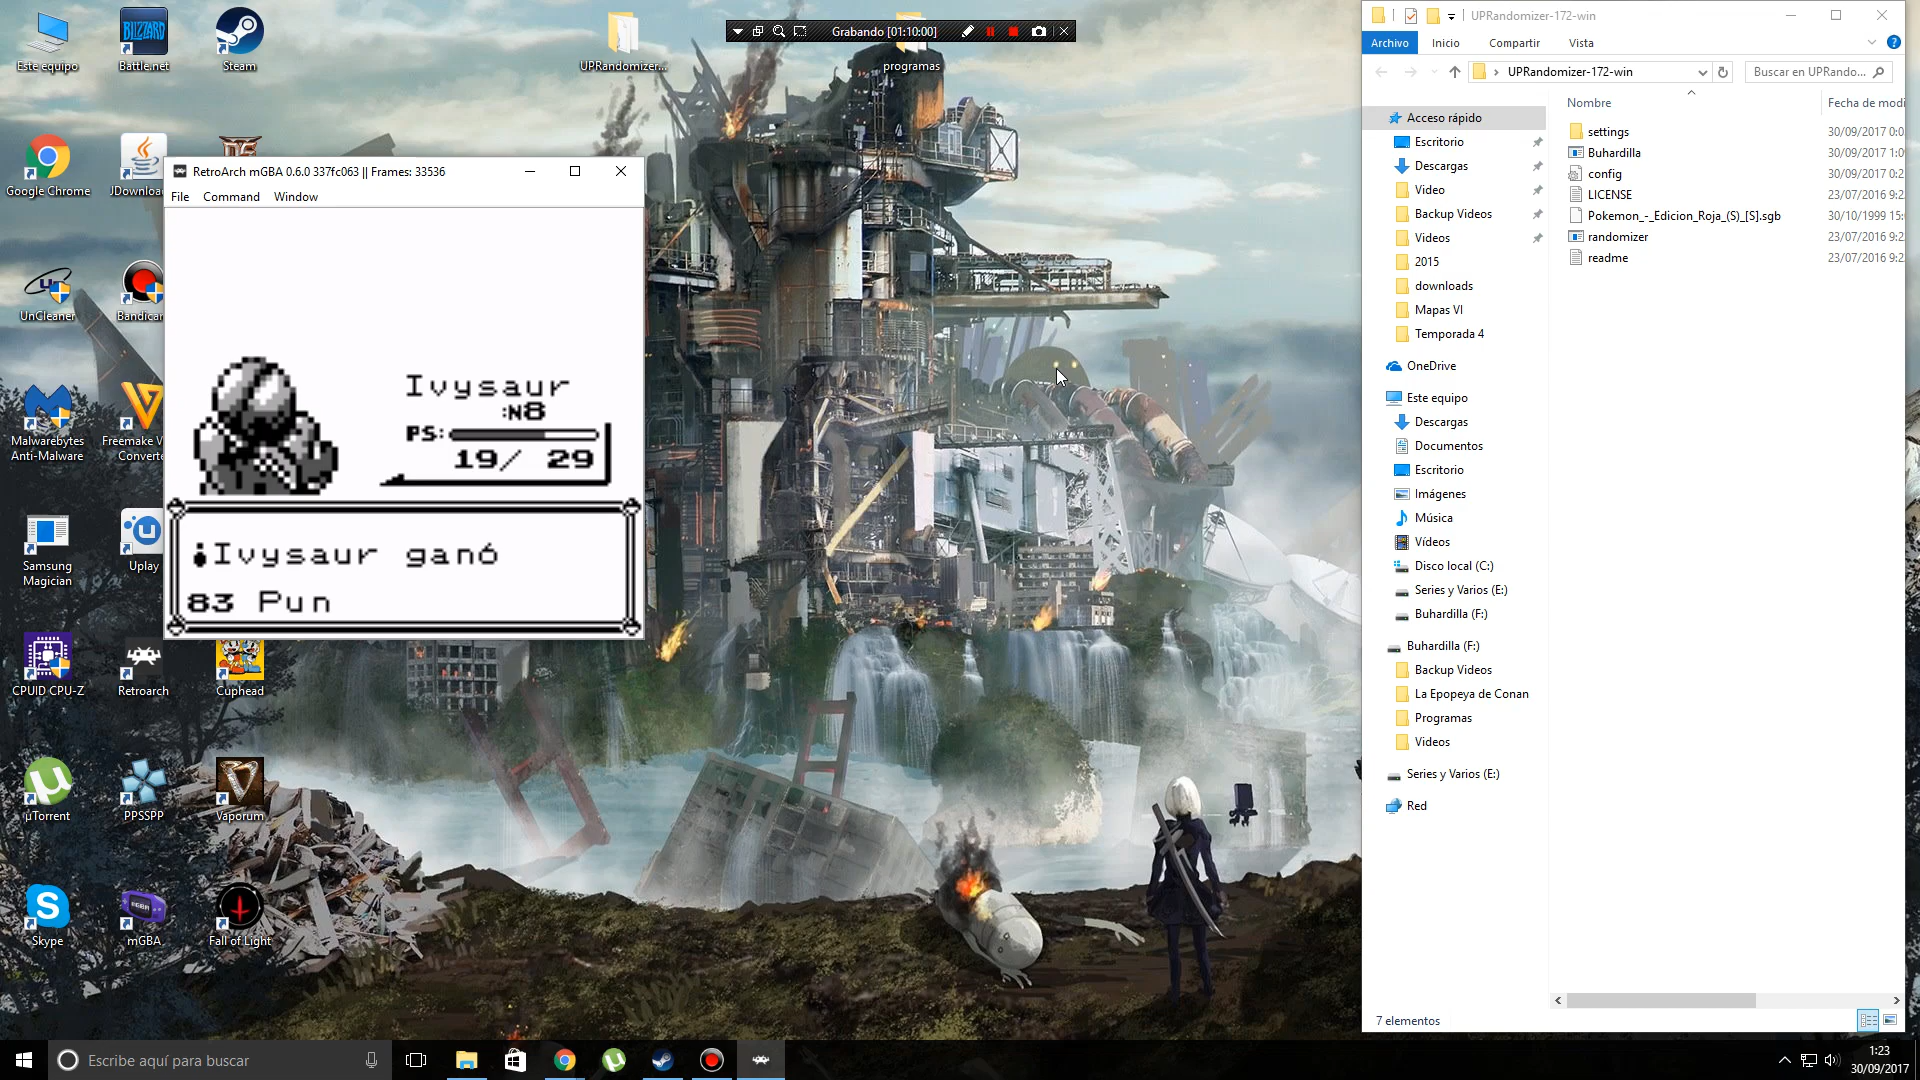 Este equipo
Battle.net
Steam
UPRandomizer...
programas
Grabando [01:10:00]
Google Chrome
JDownload
UnCleaner
Bandicam
Malwarebytes
Anti-Malware
Freemake V
Converte
Samsung
Magician
Uplay
CPUID CPU-Z
Retroarch
Cuphead
µTorrent
PPSSPP
Vaporum
Skype
mGBA
Fall of Light
RetroArch mGBA 0.6.0 337fc063 || Frames: 33536
File Command Window
Ivysaur
:N8
PS:
19/ 29
¡Ivysaur ganó
83 Pun
UPRandomizer-172-win
Archivo Inicio Compartir Vista
UPRandomizer-172-win
Buscar en UPRando...
Nombre
Fecha de modi
Acceso rápido
Escritorio
Descargas
Video
Backup Videos
Videos
2015
downloads
Mapas VI
Temporada 4
OneDrive
Este equipo
Descargas
Documentos
Escritorio
Imágenes
Música
Vídeos
Disco local (C:)
Series y Varios (E:)
Buhardilla (F:)
Buhardilla (F:)
Backup Videos
La Epopeya de Conan
Programas
Videos
Series y Varios (E:)
Red
settings 30/09/2017 0:0
Buhardilla 30/09/2017 1:0
config 30/09/2017 0:2
LICENSE 23/07/2016 9:2
Pokemon_-_Edicion_Roja_(S)_[S].sgb 30/10/1999 15:
randomizer 23/07/2016 9:2
readme 23/07/2016 9:2
7 elementos
Escribe aquí para buscar
1:23
30/09/2017